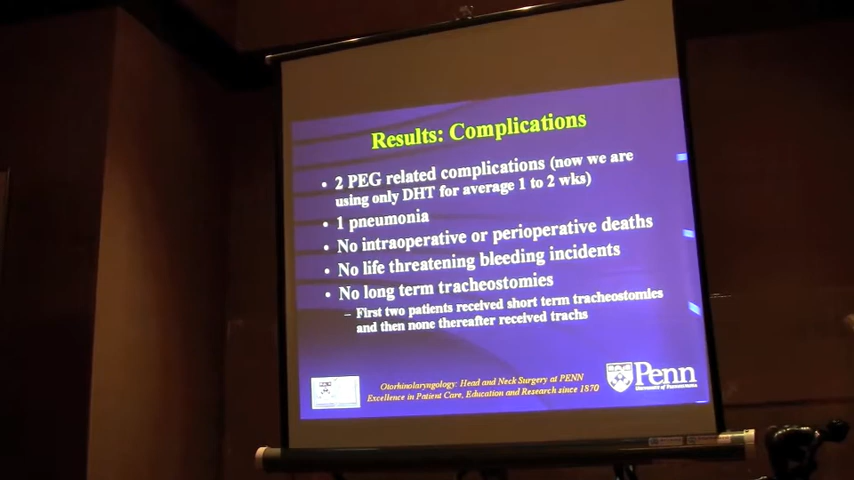 Results: Complications
• 2 PEG related complications (now we are
using only DHT for average 1 to 2 wks)
• 1 pneumonia
• No intraoperative or perioperative deaths
• No life threatening bleeding incidents
• No long term tracheostomies
– First two patients received short term tracheostomies
and then none thereafter received trachs
Otorhinolaryngology: Head and Neck Surgery at PENN
Excellence in Patient Care, Education and Research since 1870
Penn
University of Pennsylvania